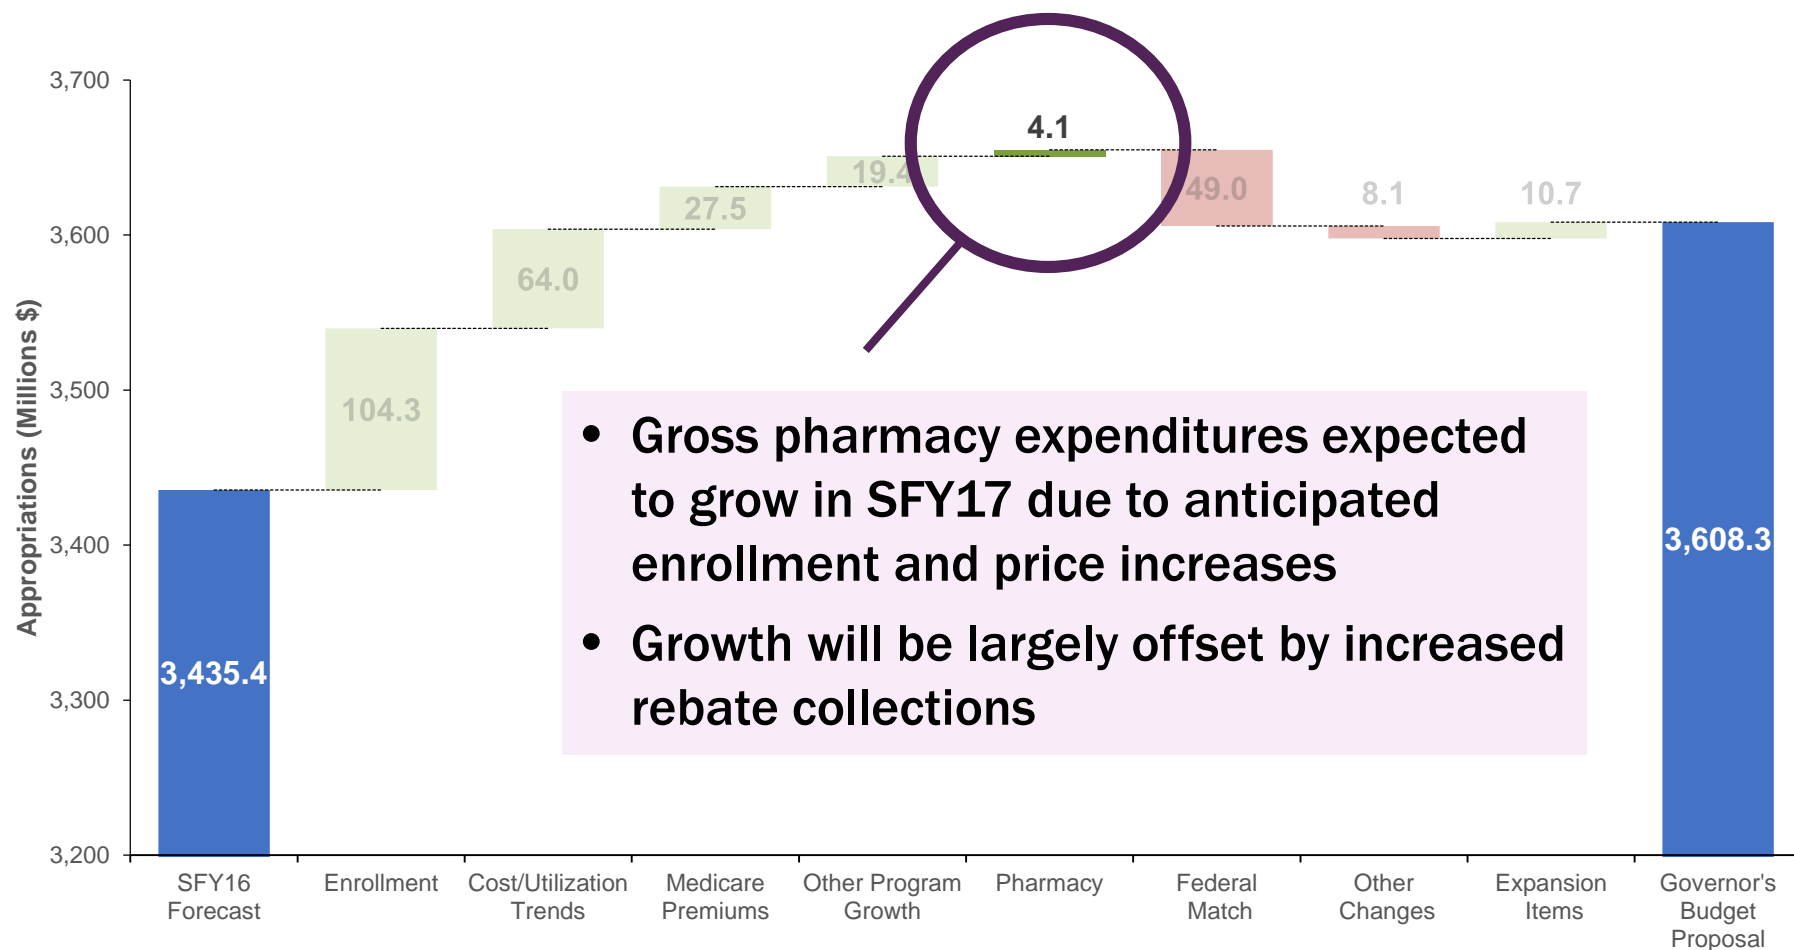 Appropriations (Millions $)
3,700
3,600
3,500
3,400
3,300
3,200
3,435.4
104.3
64.0
27.5
19.4
4.1
49.0
8.1
10.7
3,608.3
• Gross pharmacy expenditures expected
to grow in SFY17 due to anticipated
enrollment and price increases
• Growth will be largely offset by increased
rebate collections
SFY16
Forecast
Enrollment
Cost/Utilization
Trends
Medicare
Premiums
Other Program
Growth
Pharmacy
Federal
Match
Other
Changes
Expansion
Items
Governor's
Budget
Proposal